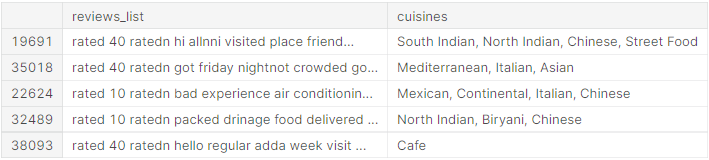 reviews_list cuisines
19691 rated 40 ratedn hi allnni visited place friend... South Indian, North Indian, Chinese, Street Food
35018 rated 40 ratedn got friday nightnot crowded go... Mediterranean, Italian, Asian
22624 rated 10 ratedn bad experience air conditionin... Mexican, Continental, Italian, Chinese
32489 rated 10 ratedn packed drinage food delivered ... North Indian, Biryani, Chinese
38093 rated 40 ratedn hello regular adda week visit ... Cafe